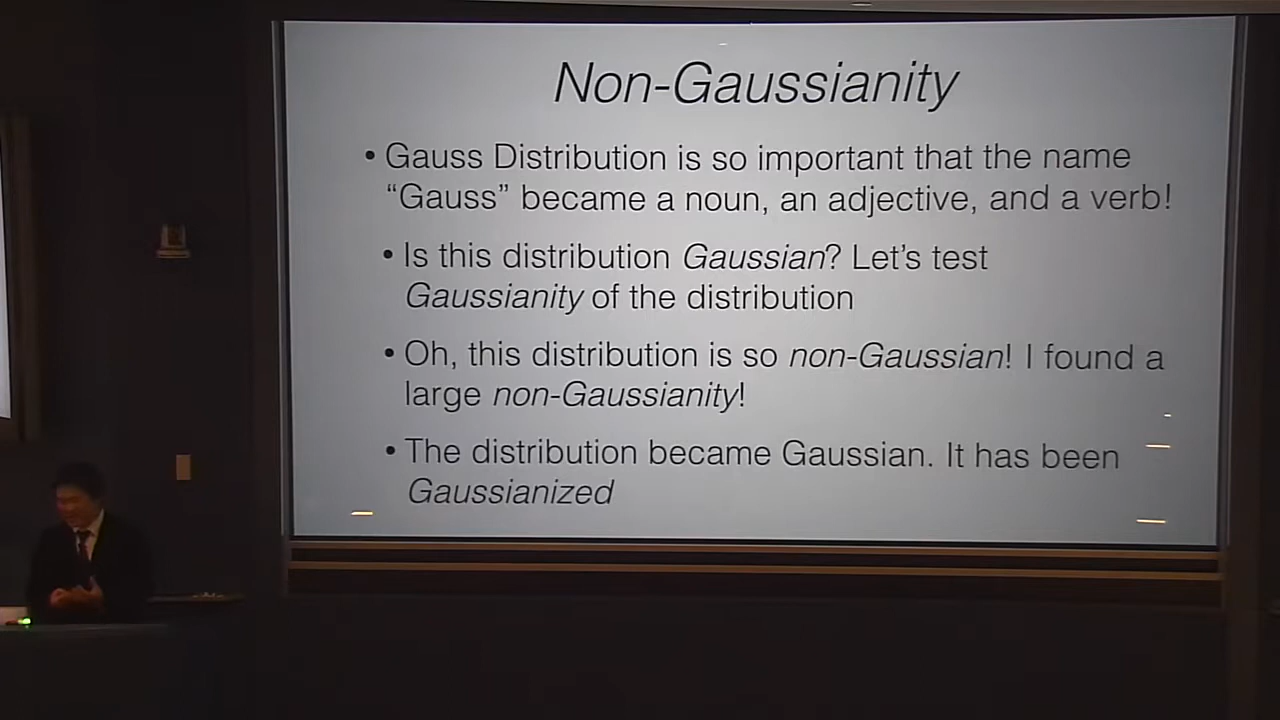 Non-Gaussianity
• Gauss Distribution is so important that the name
“Gauss” became a noun, an adjective, and a verb!
• Is this distribution Gaussian? Let’s test
Gaussianity of the distribution
• Oh, this distribution is so non-Gaussian! I found a
large non-Gaussianity!
• The distribution became Gaussian. It has been
Gaussianized